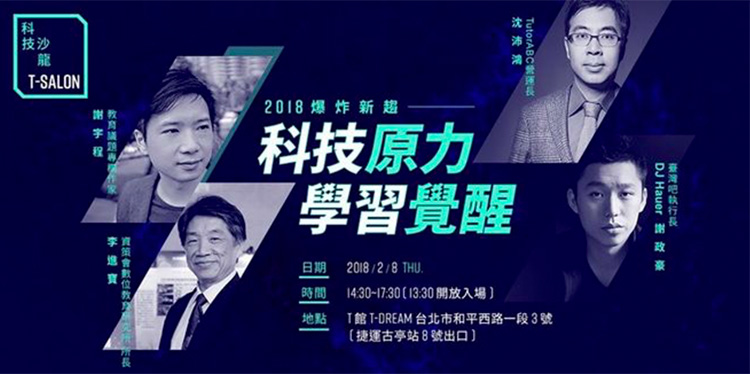 科技
沙龍
T-SALON
TutorABC營運長
沈沛鴻
2018 爆炸新趨
科技原力
學習覺醒
教育議題專欄作家
謝宇程
臺灣吧執行長
DJ Hauer 謝政豪
資策會數位教育研究所 所長
李進寶
日期 2018/2/8 THU.
時間 14:30~17:30(13:30 開放入場)
地點 T 館 T-DREAM 台北市和平西路一段 3 號
(捷運古亭站 8 號出口)